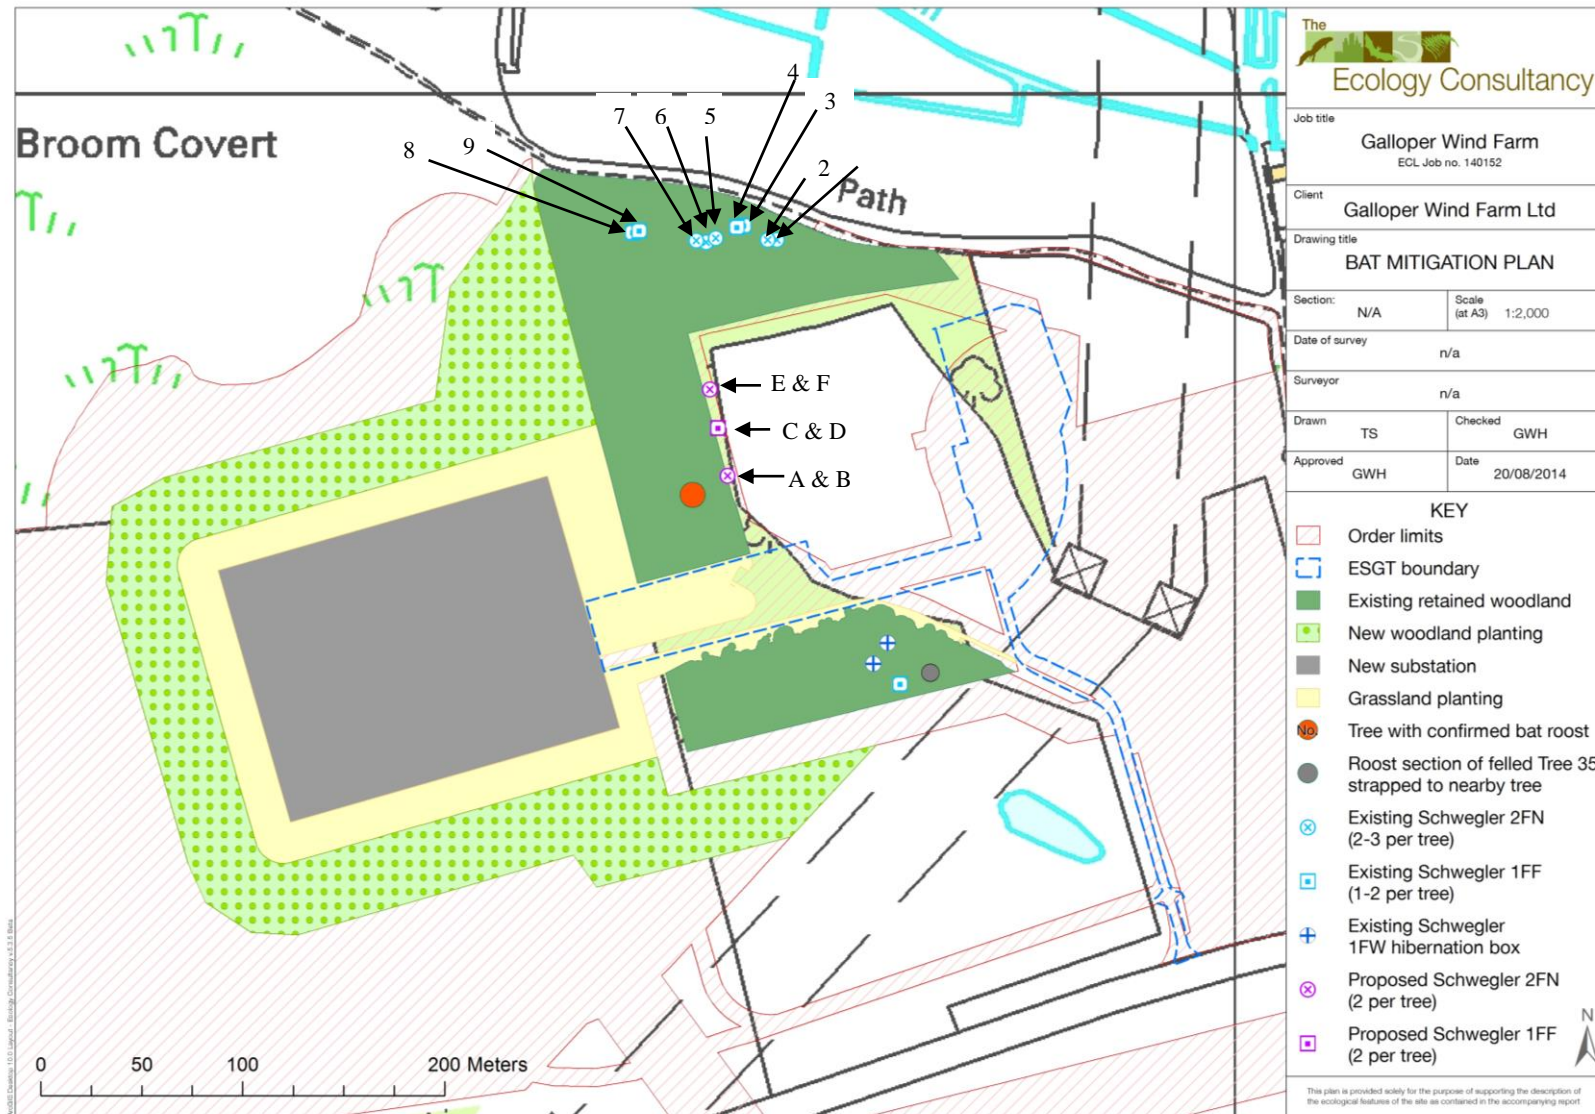 Broom Covert
8
9
7
6
5
4
3
2
Path
E & F
C & D
A & B
0 50 100 200 Meters
The
Ecology Consultancy
Job title
Galloper Wind Farm
ECL Job no. 140152
Client
Galloper Wind Farm Ltd
Drawing title
BAT MITIGATION PLAN
Section:
N/A
Scale
(at A3) 1:2,000
Date of survey
n/a
Surveyor
n/a
Drawn
TS
Checked
GWH
Approved
GWH
Date
20/08/2014
KEY
Order limits
ESGT boundary
Existing retained woodland
New woodland planting
New substation
Grassland planting
No. Tree with confirmed bat roost
Roost section of felled Tree 35
strapped to nearby tree
Existing Schwegler 2FN
(2-3 per tree)
Existing Schwegler 1FF
(1-2 per tree)
Existing Schwegler
1FW hibernation box
Proposed Schwegler 2FN
(2 per tree)
Proposed Schwegler 1FF
(2 per tree)
N
This plan is provided solely for the purpose of supporting the description of
the ecological features of the site as contained in the accompanying report